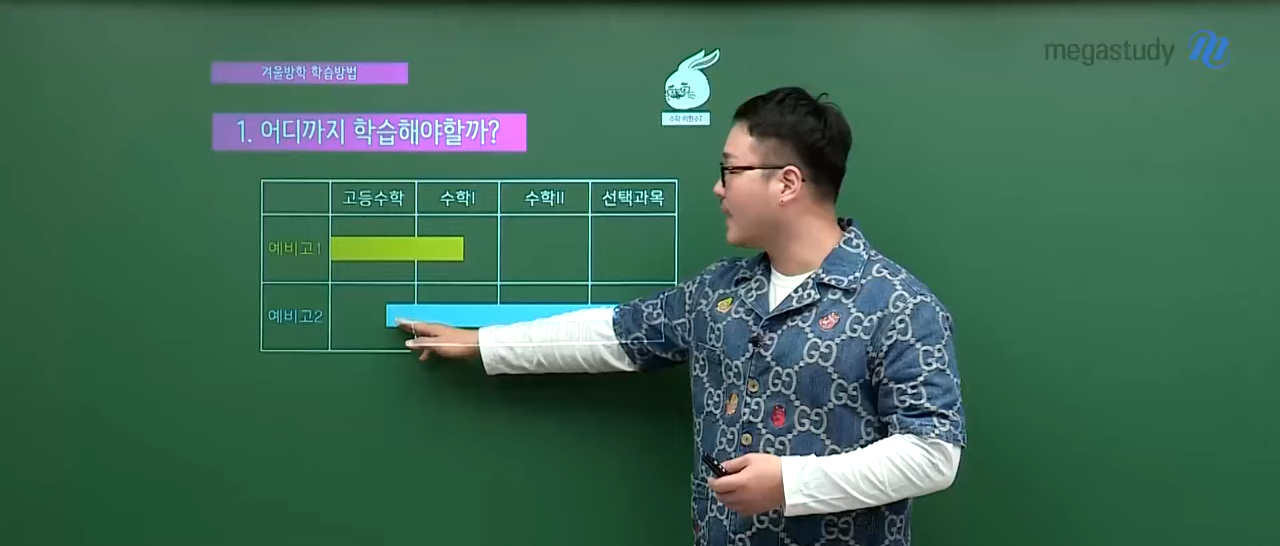 megastudy
겨울방학 학습방법
1. 어디까지 학습해야할까?
고등수학 수학I 수학II 선택과목
예비고1
예비고2